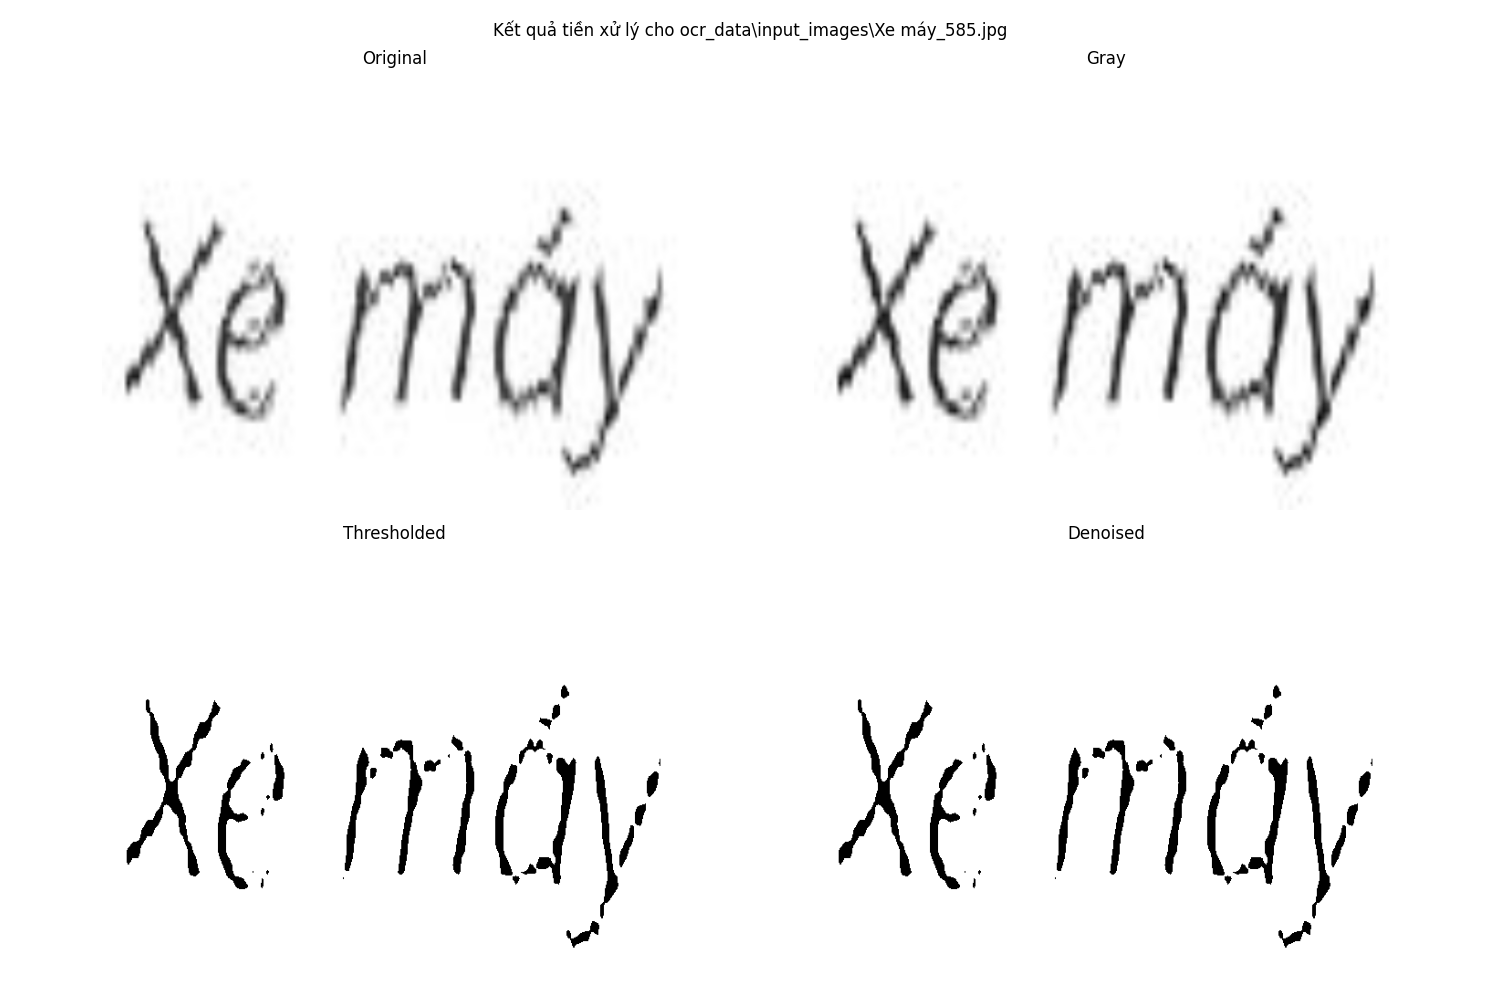 Kết quả tiền xử lý cho ocr_data\input_images\Xe máy_585.jpg
Original
Gray
Xe máy
Xe máy
Thresholded
Denoised
Xe máy
Xe máy